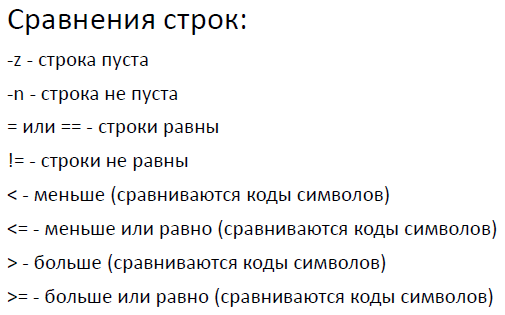 Сравнения строк:
-z - строка пуста
-n - строка не пуста
= или == - строки равны
!= - строки не равны
< - меньше (сравниваются коды символов)
<= - меньше или равно (сравниваются коды символов)
> - больше (сравниваются коды символов)
>= - больше или равно (сравниваются коды символов)